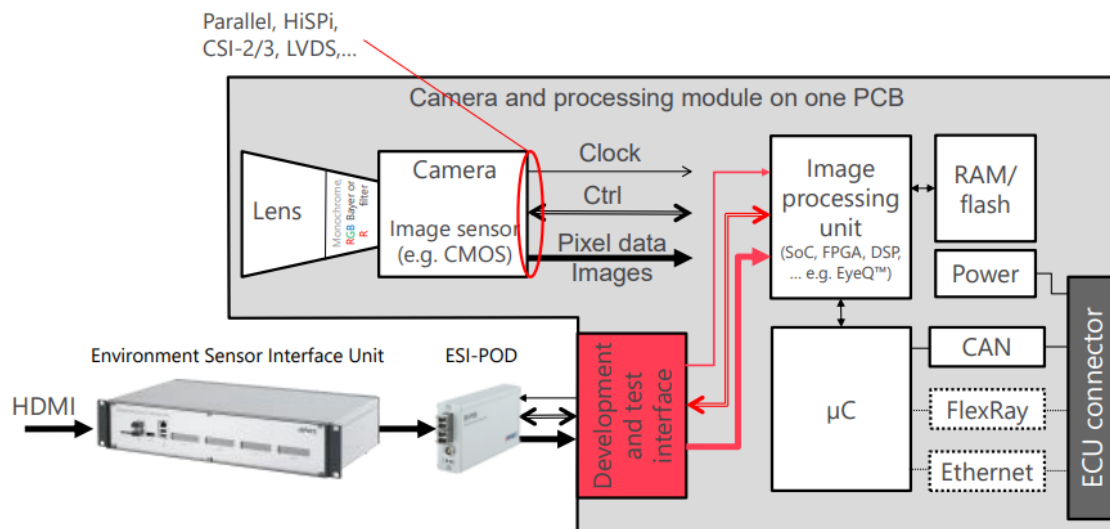 Parallel, HiSPi,
CSI-2/3, LVDS,...
Camera and processing module on one PCB
Lens
Monochrome,
RGB Bayer or
R filter
Camera
Image sensor
(e.g. CMOS)
Clock
Ctrl
Pixel data
Images
Image
processing
unit
(SoC, FPGA, DSP,
... e.g. EyeQ™)
RAM/
flash
Power
CAN
FlexRay
Ethernet
ECU connector
µC
Development
and test
interface
Environment Sensor Interface Unit
ESI-POD
HDMI